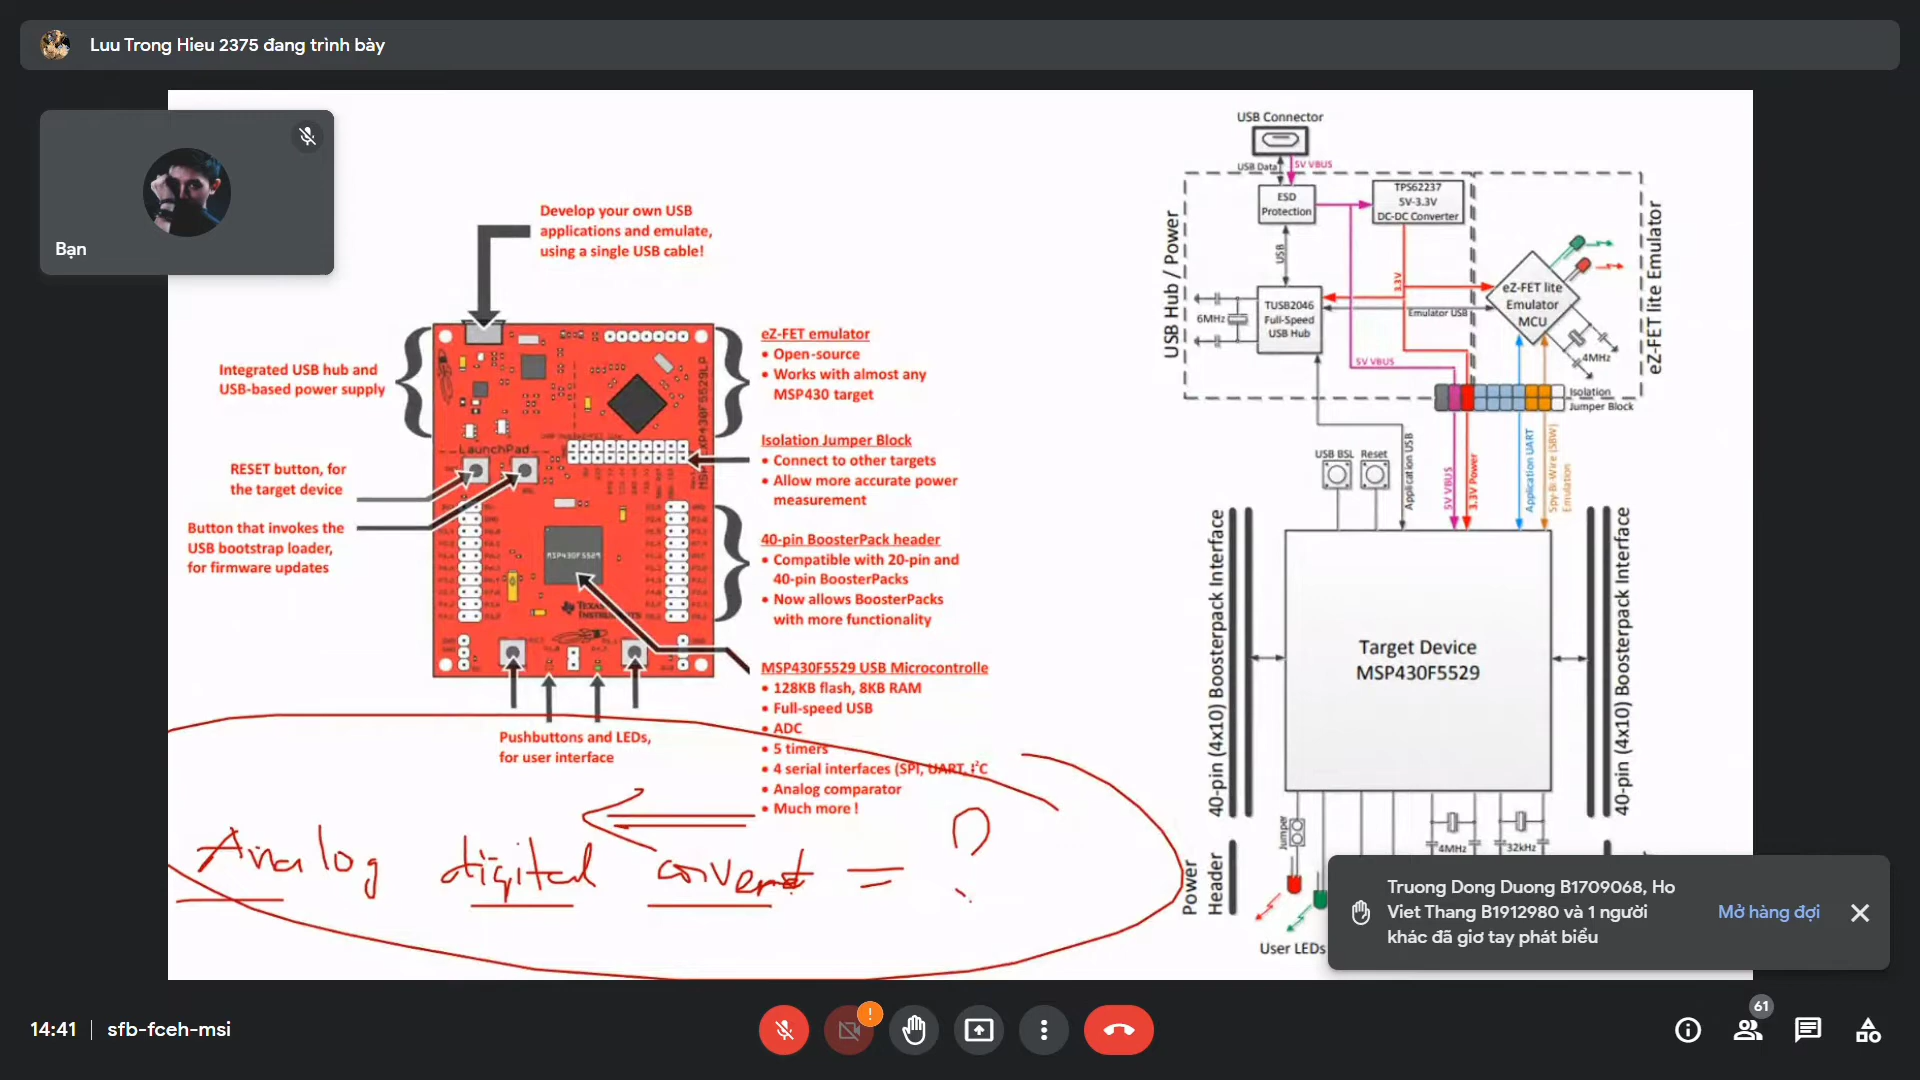 Luu Trong Hieu 2375 đang trình bày
Bạn
Develop your own USB
applications and emulate,
using a single USB cable!
Integrated USB hub and
USB-based power supply
RESET button, for
the target device
Button that invokes the
USB bootstrap loader,
for firmware updates
LaunchPad
MSP430F5529
TEXAS
INSTRUMENTS
eZ-FET emulator
• Open-source
• Works with almost any
MSP430 target
Isolation Jumper Block
• Connect to other targets
• Allow more accurate power
measurement
40-pin BoosterPack header
• Compatible with 20-pin and
40-pin BoosterPacks
• Now allows BoosterPacks
with more functionality
MSP430F5529 USB Microcontrolle
• 128KB flash, 8KB RAM
• Full-speed USB
• ADC
• 5 timers
• 4 serial interfaces (SPI, UART, I²C
• Analog comparator
• Much more !
Pushbuttons and LEDs,
for user interface
Analog digital convert = ?
USB Connector
USB Data
5V VBUS
ESD
Protection
TPS62237
5V-3.3V
DC-DC Converter
USB Hub / Power
USB
3.3V
eZ-FET lite
Emulator
MCU
eZ-FET lite Emulator
6MHz
TUSB2046
Full-Speed
USB Hub
Emulator USB
4MHz
5V VBUS
Isolation
Jumper Block
USB BSL
Reset
Application USB
5V VBUS
3.3V Power
Application UART
Spy-Bi-Wire (SBW)
Emulation
40-pin (4x10) Boosterpack Interface
Target Device
MSP430F5529
40-pin (4x10) Boosterpack Interface
Jumper
4MHz
32kHz
Power
Header
User LEDs
Truong Dong Duong B1709068, Ho
Viet Thang B1912980 và 1 người
khác đã giơ tay phát biểu
Mở hàng đợi
14:41
sfb-fceh-msi
61